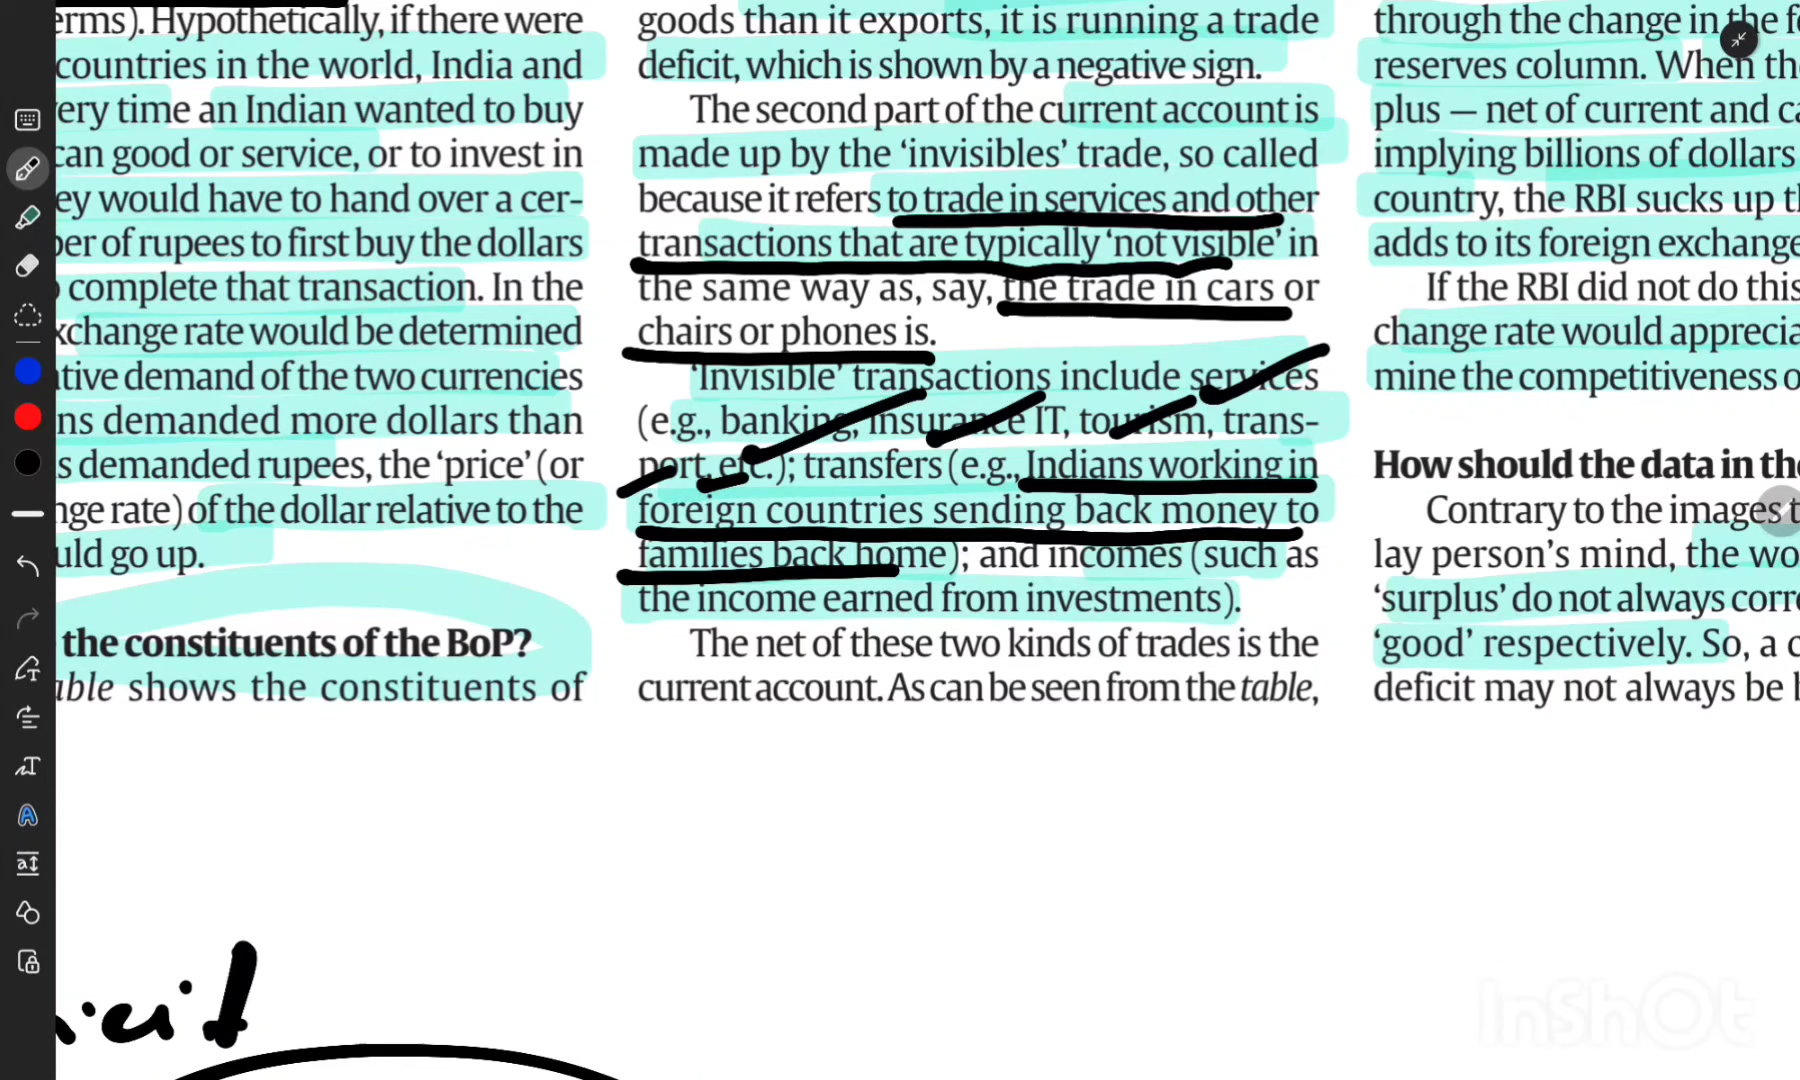 erms). Hypothetically, if there were
countries in the world, India and
very time an Indian wanted to buy
can good or service, or to invest in
ey would have to hand over a cer-
ber of rupees to first buy the dollars
complete that transaction. In the
xchange rate would be determined
ative demand of the two currencies
ns demanded more dollars than
s demanded rupees, the ‘price’ (or
nge rate) of the dollar relative to the
uld go up.
the constituents of the BoP?
able shows the constituents of
goods than it exports, it is running a trade
deficit, which is shown by a negative sign.
The second part of the current account is
made up by the ‘invisibles’ trade, so called
because it refers to trade in services and other
transactions that are typically ‘not visible’ in
the same way as, say, the trade in cars or
chairs or phones is.
‘Invisible’ transactions include services
(e.g., banking, insurance IT, tourism, trans-
port, etc.); transfers (e.g., Indians working in
foreign countries sending back money to
families back home); and incomes (such as
the income earned from investments).
The net of these two kinds of trades is the
current account. As can be seen from the table,
through the change in the f
reserves column. When th
plus — net of current and ca
implying billions of dollars
country, the RBI sucks up t
adds to its foreign exchange
If the RBI did not do this
change rate would apprecia
mine the competitiveness o
How should the data in the
Contrary to the images t
lay person’s mind, the wo
‘surplus’ do not always corre
‘good’ respectively. So, a c
deficit may not always be b
InShOt